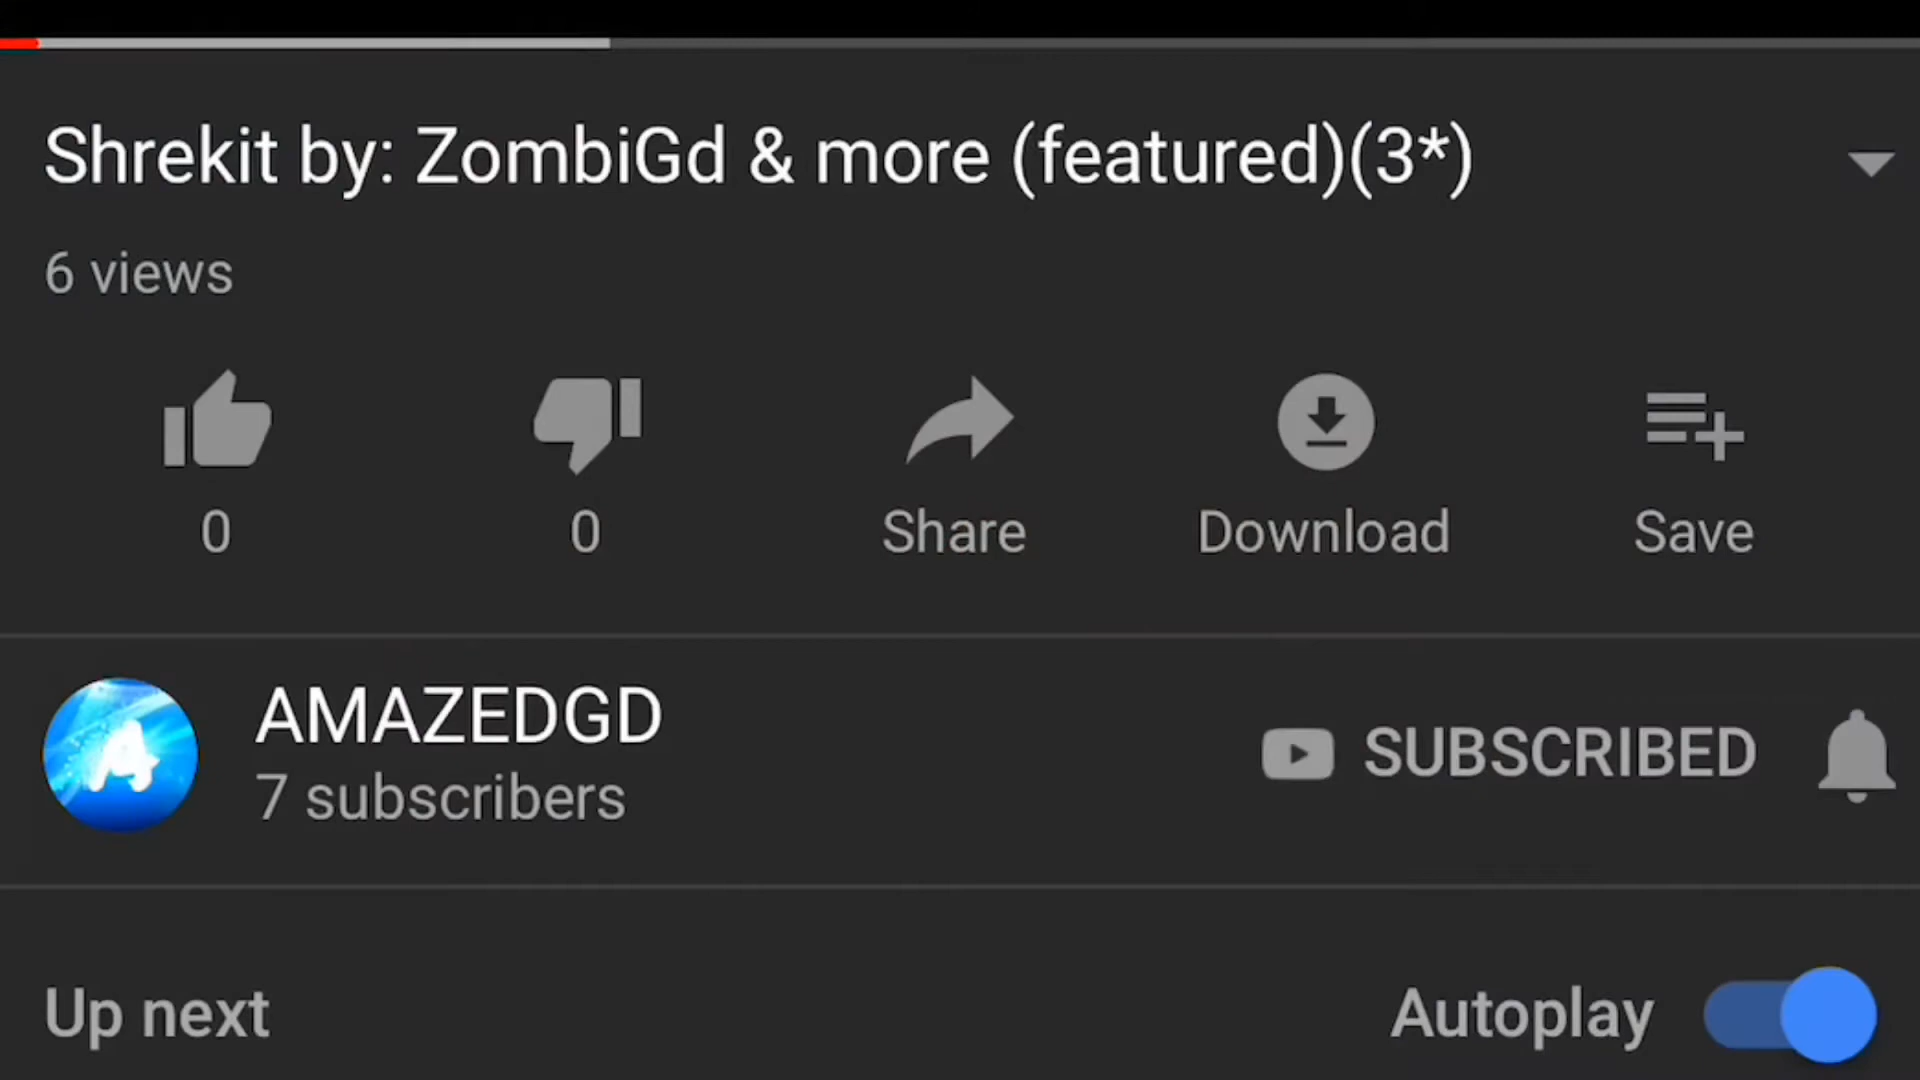 Shrekit by: ZombiGd & more (featured)(3*)
6 views
0
0
Share
Download
Save
A
AMAZEDGD
7 subscribers
SUBSCRIBED
Up next
Autoplay